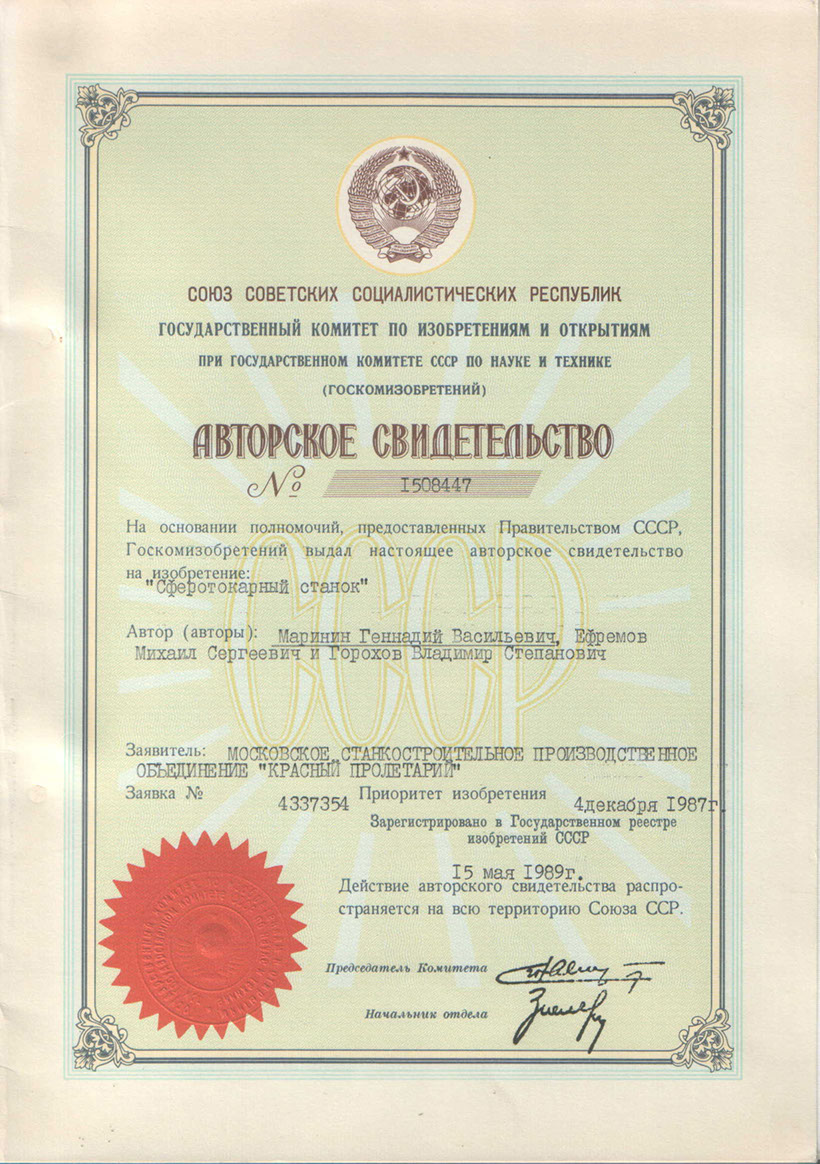 СОЮЗ СОВЕТСКИХ СОЦИАЛИСТИЧЕСКИХ РЕСПУБЛИК
ГОСУДАРСТВЕННЫЙ КОМИТЕТ ПО ИЗОБРЕТЕНИЯМ И ОТКРЫТИЯМ
ПРИ ГОСУДАРСТВЕННОМ КОМИТЕТЕ СССР ПО НАУКЕ И ТЕХНИКЕ
(ГОСКОМИЗОБРЕТЕНИЙ)
АВТОРСКОЕ СВИДЕТЕЛЬСТВО
№ I508447
На основании полномочий, предоставленных Правительством СССР,
Госкомизобретений выдал настоящее авторское свидетельство
на изобретение:
"Сферотокарный станок"
СССР
Автор (авторы): Маринин Геннадий Васильевич, Ефремов
Михаил Сергеевич и Горохов Владимир Степанович
Заявитель: МОСКОВСКОЕ СТАНКОСТРОИТЕЛЬНОЕ ПРОИЗВОДСТВЕННОЕ
ОБЪЕДИНЕНИЕ "КРАСНЫЙ ПРОЛЕТАРИЙ"
Заявка № 4337354 Приоритет изобретения 4декабря I987г.
Зарегистрировано в Государственном реестре
изобретений СССР
I5 мая I989г.
Действие авторского свидетельства распро-
страняется на всю территорию Союза ССР.
Председатель Комитета
Начальник отдела